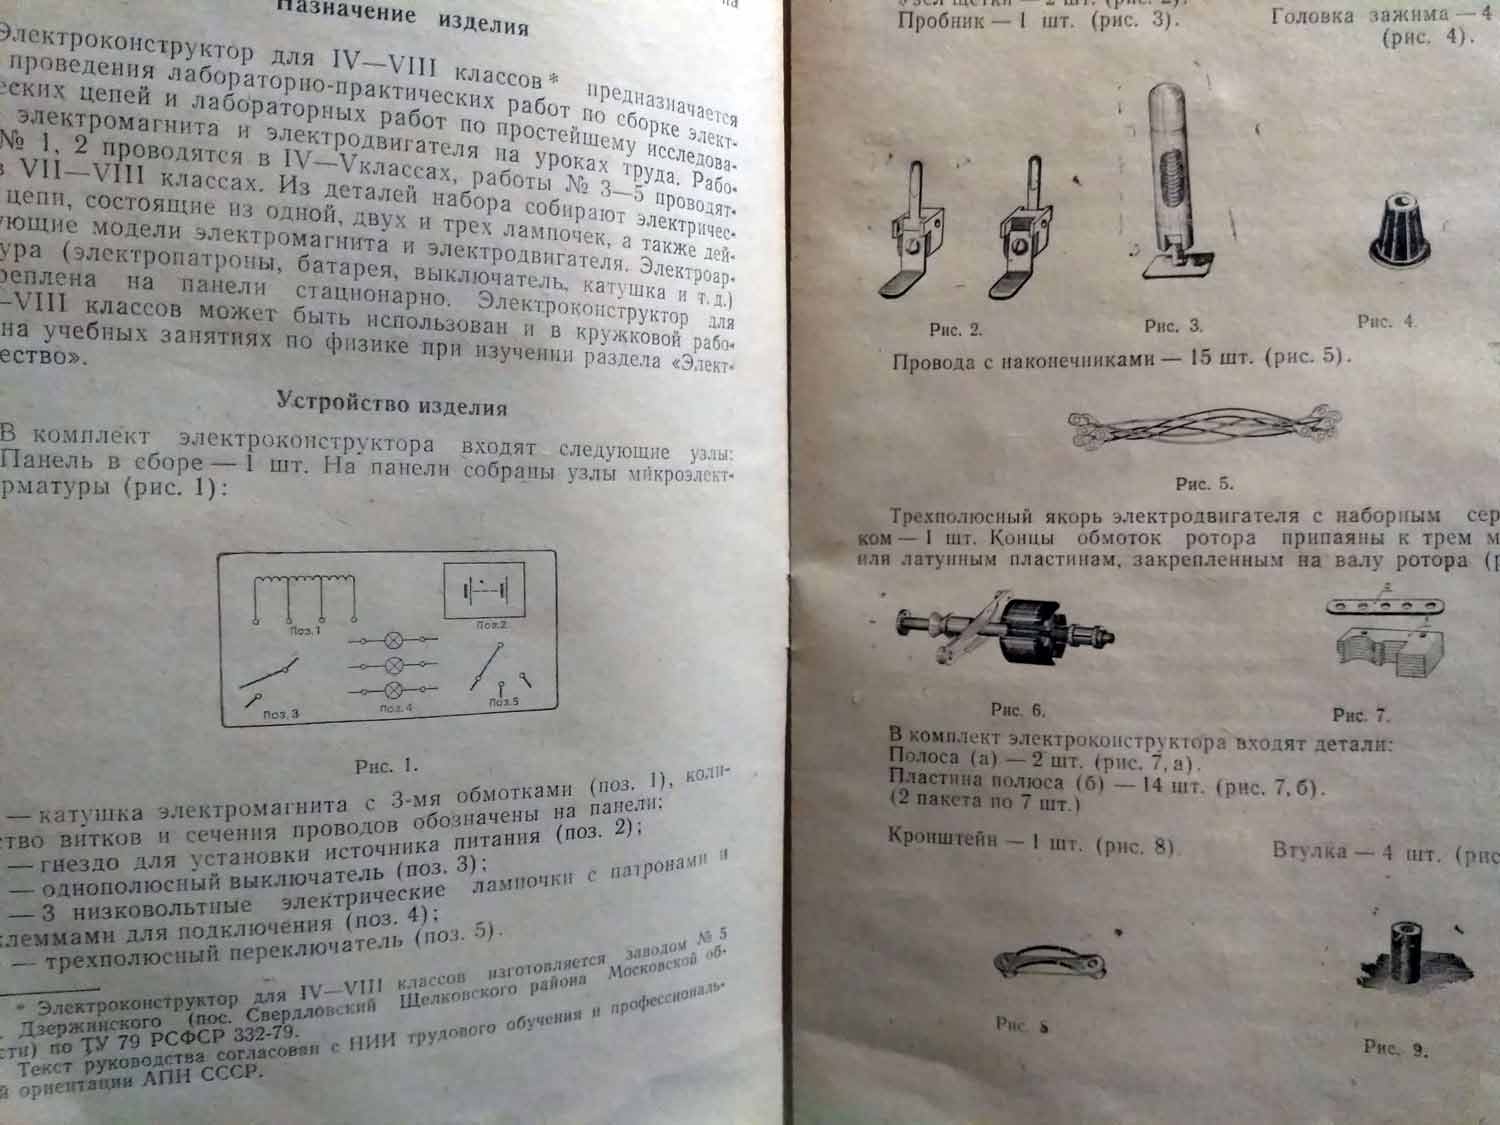 Назначение изделия
Электроконструктор для IV—VIII классов* предназначается
проведения лабораторно-практических работ по сборке элект-
еских цепей и лабораторных работ по простейшему исследова-
электромагнита и электродвигателя на уроках труда. Рабо-
№ 1, 2 проводятся в IV—Vклассах, работы № 3—5 проводят-
в VII—VIII классах. Из деталей набора собирают электричес-
цепи, состоящие из одной, двух и трех лампочек, а также дей-
ующие модели электромагнита и электродвигателя. Электроар-
ура (электропатроны, батарея, выключатель, катушка и т.д.)
реплена на панели стационарно. Электроконструктор для
—VIII классов может быть использован и в кружковой рабо-
на учебных занятиях по физике при изучении раздела «Элект-
ество».
Устройство изделия
В комплект электроконструктора входят следующие узлы:
Панель в сборе — 1 шт. На панели собраны узлы микроэлект-
рматуры (рис. 1):
Поз.1
Поз.2
Поз.3
Поз.4
Поз.5
Рис. 1.
— катушка электромагнита с 3-мя обмотками (поз. 1), коли-
ство витков и сечения проводов обозначены на панели;
— гнездо для установки источника питания (поз. 2);
— однополюсный выключатель (поз. 3);
— 3 низковольтные электрические лампочки с патронами и
клеммами для подключения (поз. 4);
— трехполюсный переключатель (поз. 5).
* Электроконструктор для IV—VIII классов изготовляется заводом № 5
. Дзержинского (пос. Свердловский Щелковского района Московской об-
сти) по ТУ 79 РСФСР 332-79.
Текст руководства согласован с НИИ трудового обучения и профессиональ-
й ориентации АПН СССР.
на
Узел щетки — 2 шт. (рис. 2).
Пробник — 1 шт. (рис. 3).
Головка зажима — 4
(рис. 4).
Рис. 2.
Рис. 3.
Рис. 4.
Провода с наконечниками — 15 шт. (рис. 5).
Рис. 5.
Трехполюсный якорь электродвигателя с наборным сер
ком — 1 шт. Концы обмоток ротора припаяны к трем м
или латунным пластинам, закрепленным на валу ротора (р
Рис. 6.
Рис. 7.
В комплект электроконструктора входят детали:
Полоса (а) — 2 шт. (рис. 7, а).
Пластина полюса (б) — 14 шт. (рис. 7, б).
(2 пакета по 7 шт.)
Кронштейн — 1 шт. (рис. 8)
Втулка — 4 шт. (рис
Рис. 8
Рис. 9.